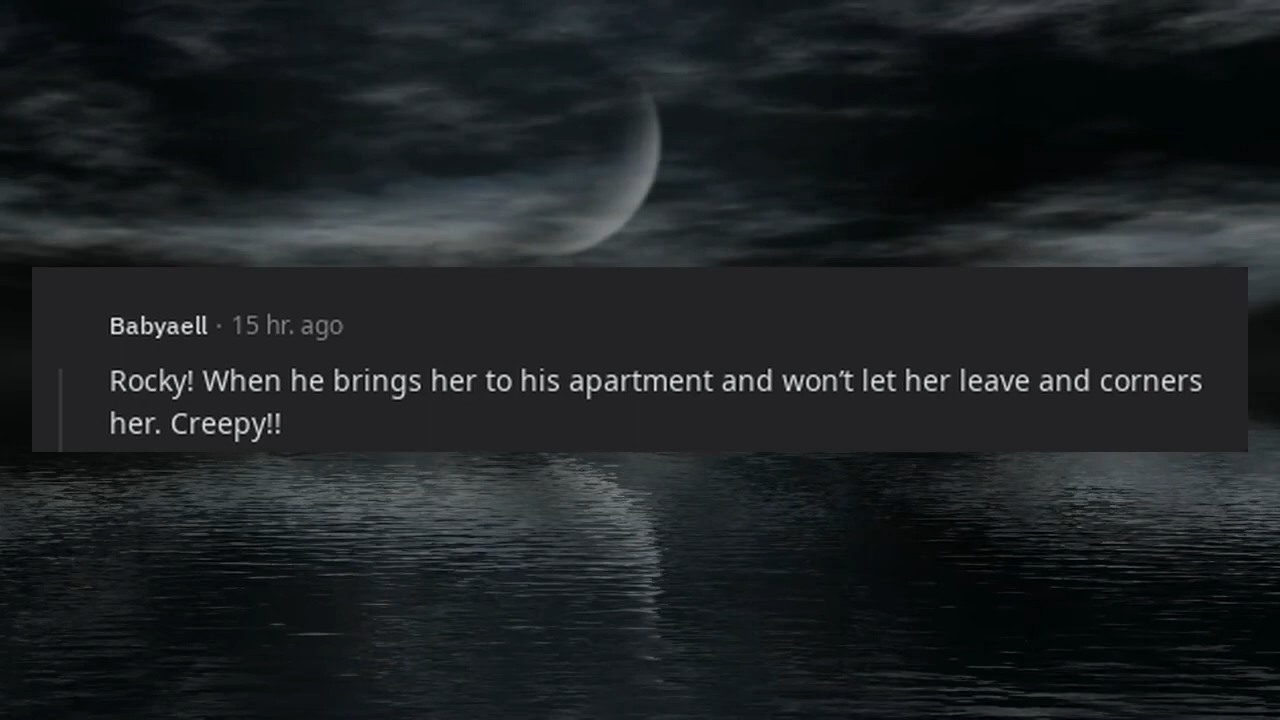 Babyaell · 15 hr. ago
Rocky! When he brings her to his apartment and won’t let her leave and corners
her. Creepy!!